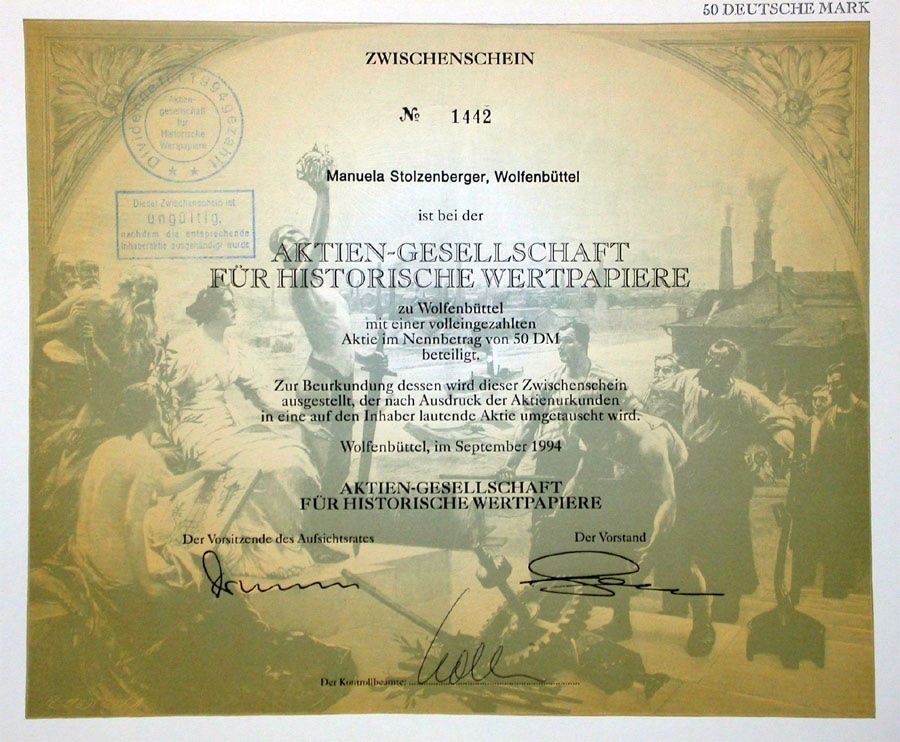 50 DEUTSCHE MARK
ZWISCHENSCHEIN
№ 1442
Dividende für 1994 gezahlt
Aktien-
gesellschaft
für
Historische
Wertpapiere
Manuela Stolzenberger, Wolfenbüttel
Dieser Zwischenschein ist
ungültig,
nachdem die entsprechende
Inhaberaktie ausgehändigt wurde
ist bei der
AKTIEN-GESELLSCHAFT
FÜR HISTORISCHE WERTPAPIERE
zu Wolfenbüttel
mit einer volleingezahlten
Aktie im Nennbetrag von 50 DM
beteiligt.
Zur Beurkundung dessen wird dieser Zwischenschein
ausgestellt, der nach Ausdruck der Aktienurkunden
in eine auf den Inhaber lautende Aktie umgetauscht wird.
Wolfenbüttel, im September 1994
AKTIEN-GESELLSCHAFT
FÜR HISTORISCHE WERTPAPIERE
Der Vorsitzende des Aufsichtsrates
Der Vorstand
Der Kontrollbeamte: